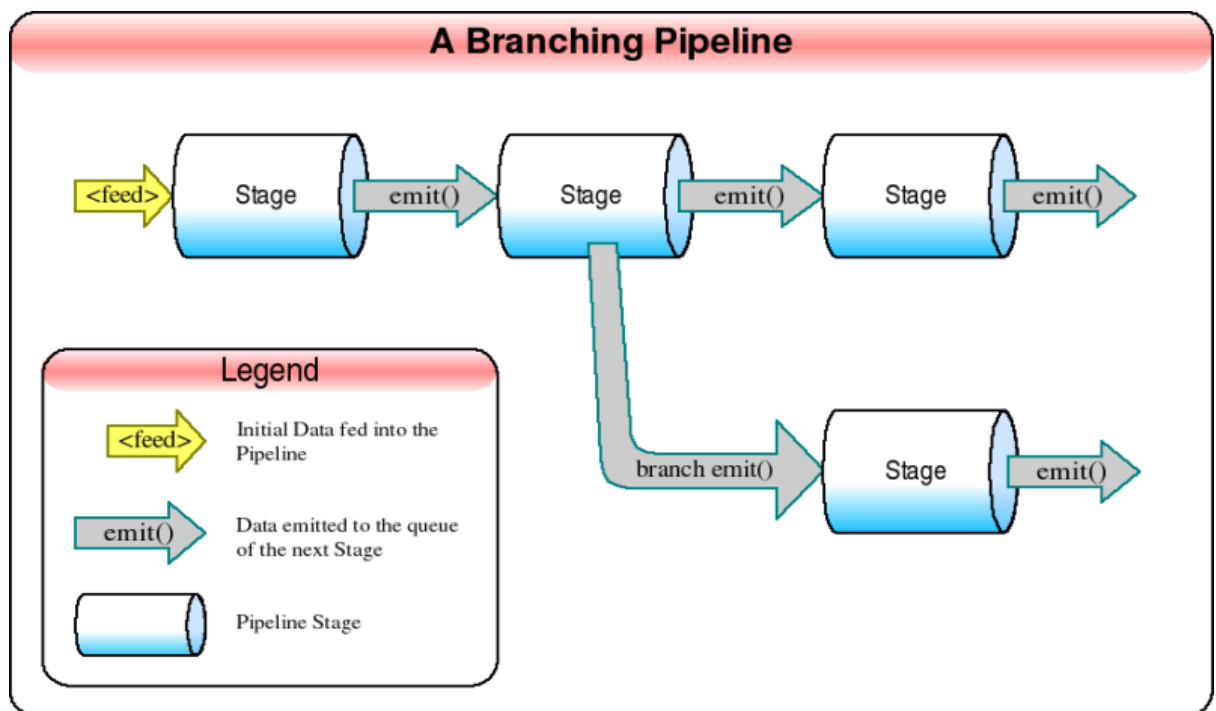 A Branching Pipeline
<feed>
Stage
emit()
Stage
emit()
Stage
emit()
branch emit()
Stage
emit()
Legend
<feed>
Initial Data fed into the
Pipeline
emit()
Data emitted to the queue
of the next Stage
Pipeline Stage